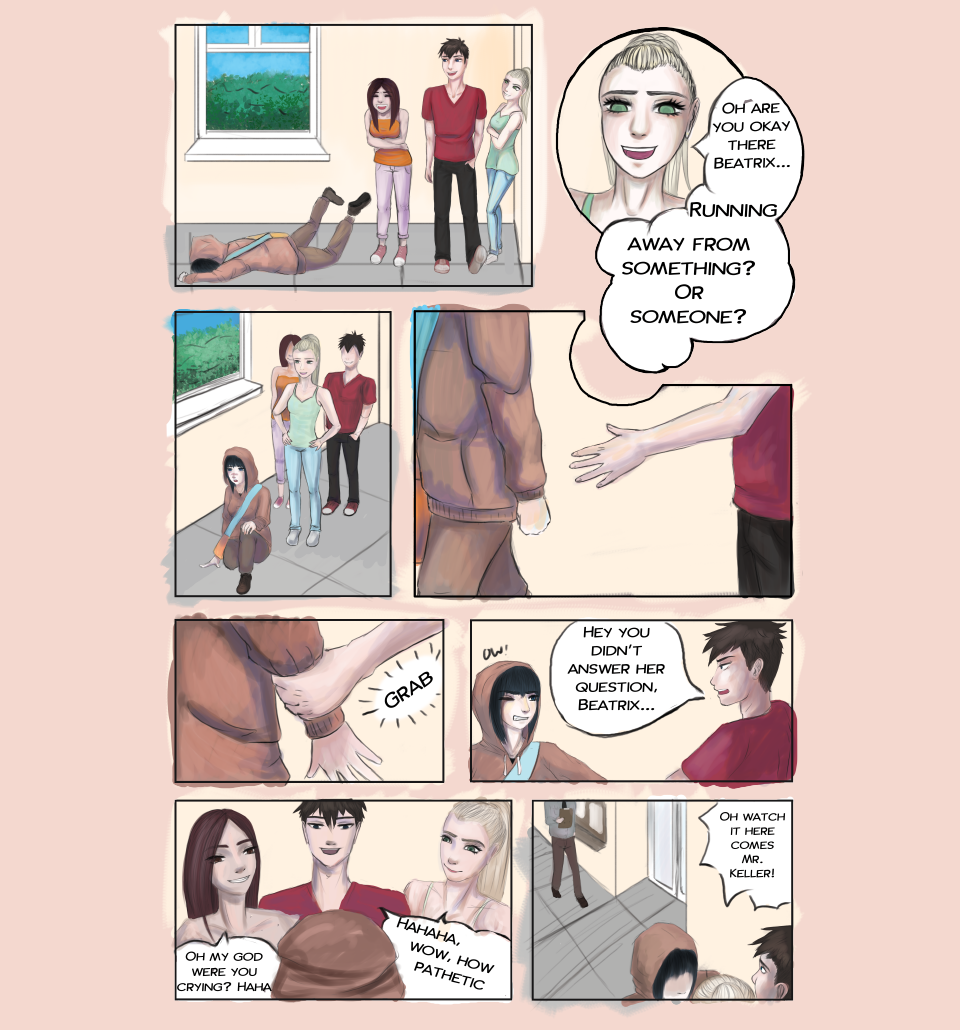 Oh are
you okay
there
Beatrix...
Running
away from
something?
Or
someone?
Grab
ow!
Hey you
didn't
answer her
question,
Beatrix...
Oh my god
were you
crying? Haha
Hahaha,
wow, how
pathetic
Oh watch
it here
comes
Mr.
Keller!